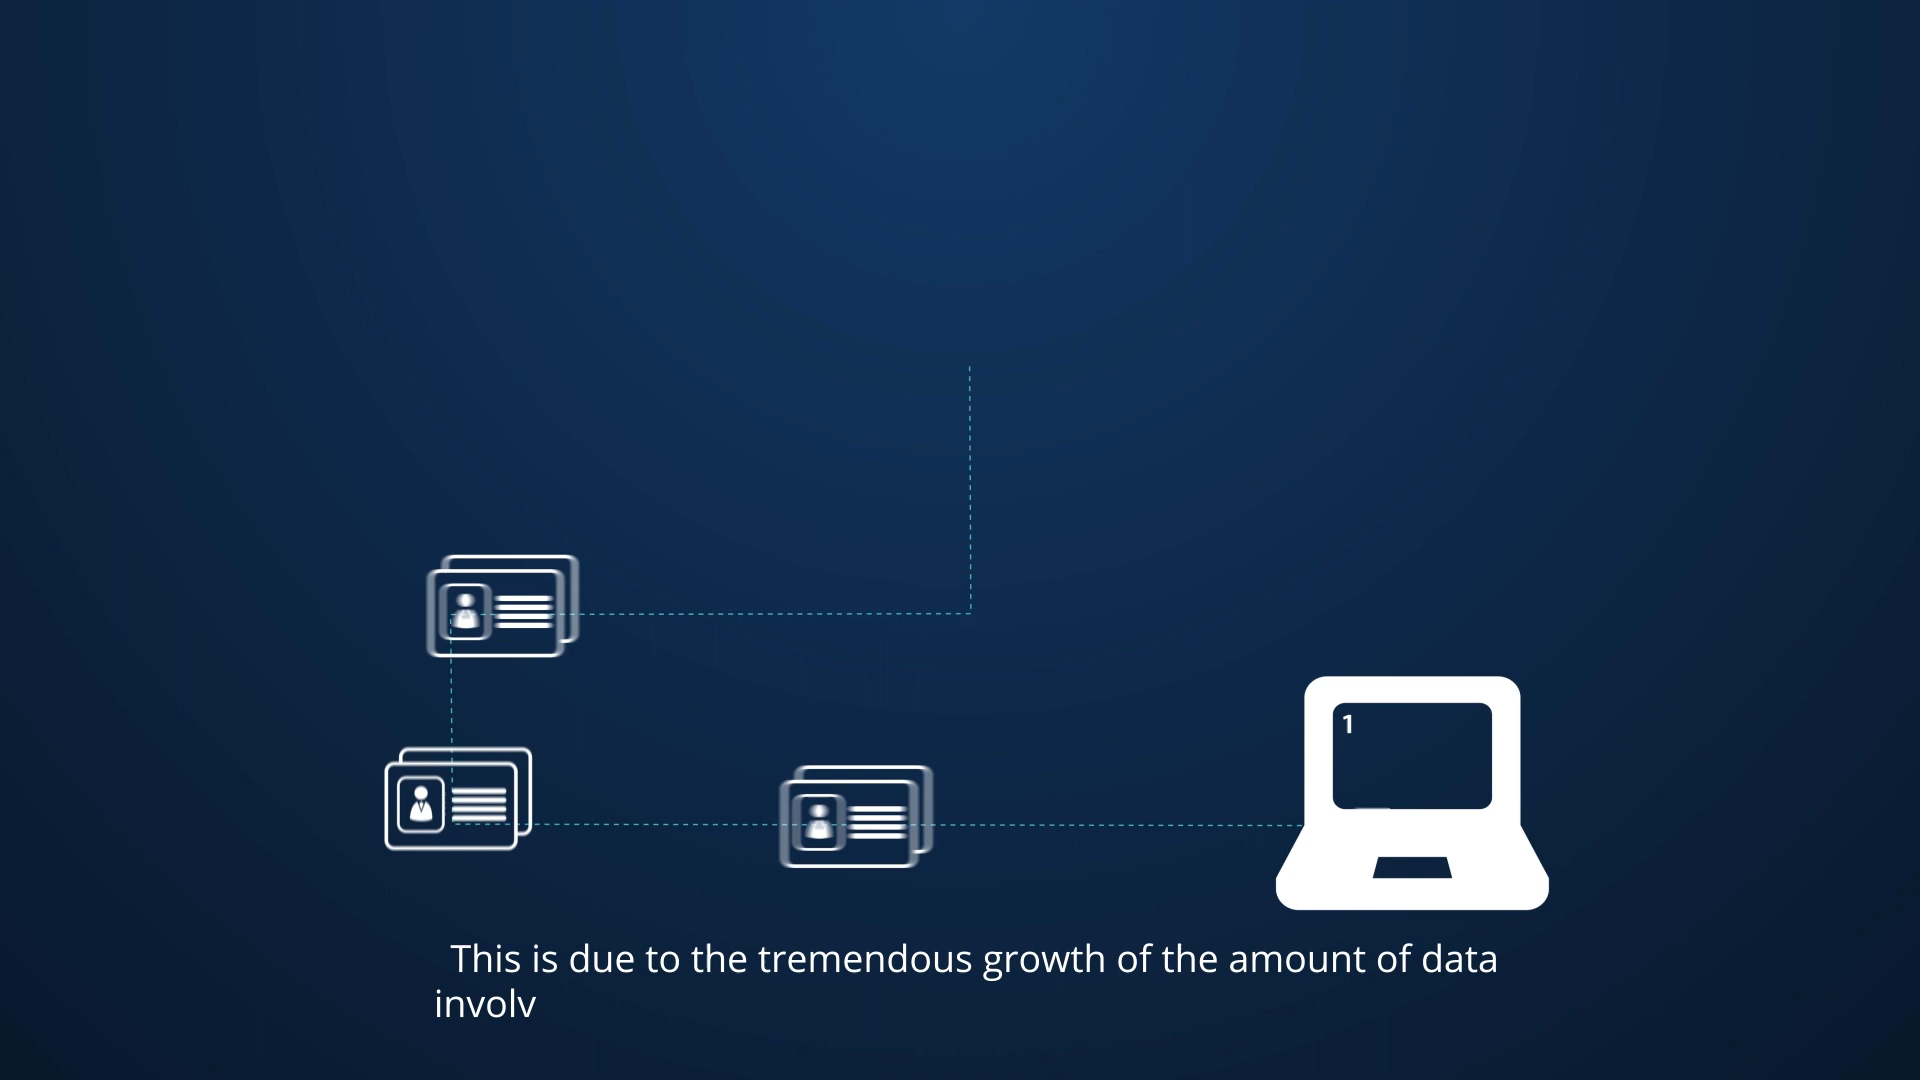 1
This is due to the tremendous growth of the amount of data
involv